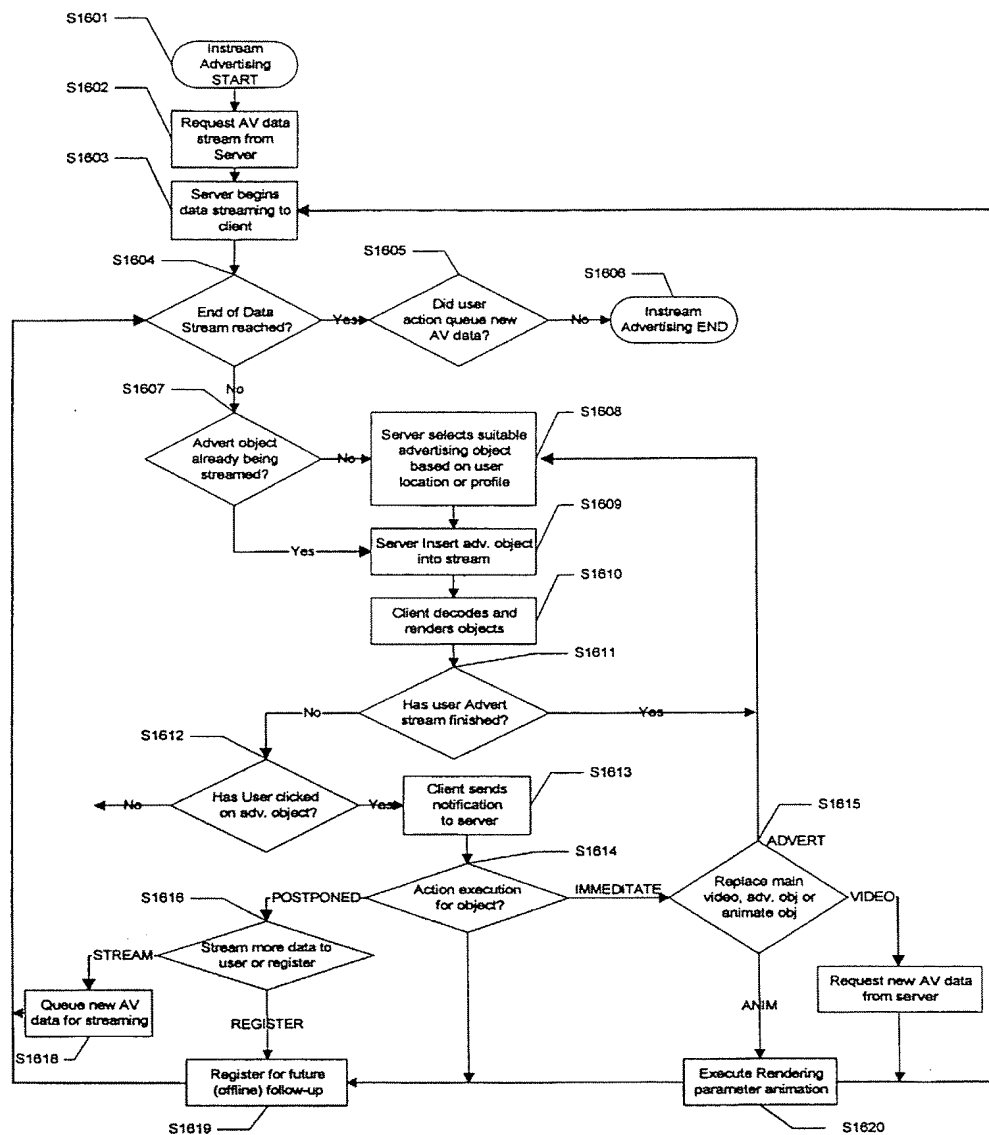 S1601
Instream
Advertising
START
S1602
Request AV data
stream from
Server
S1603
Server begins
data streaming to
client
S1604
End of Data
Stream reached?
Yes
S1605
Did user
action queue new
AV data?
No
S1606
Instream
Advertising END
No
S1607
Advert object
already being
streamed?
No
Yes
S1608
Server selects suitable
advertising object
based on user
location or profile
S1609
Server Insert adv. object
into stream
S1610
Client decodes and
renders objects
S1611
Has user Advert
stream finished?
No
Yes
S1612
Has User clicked
on adv. object?
No
Yes
S1613
Client sends
notification
to server
S1614
Action execution
for object?
POSTPONED
IMMEDITATE
S1615
ADVERT
Replace main
video, adv. obj or
animate obj
VIDEO
ANIM
Request new AV data
from server
S1616
Stream more data to
user or register
STREAM
REGISTER
Queue new AV
data for streaming
S1618
Register for future
(offline) follow-up
S1619
Execute Rendering
parameter animation
S1620